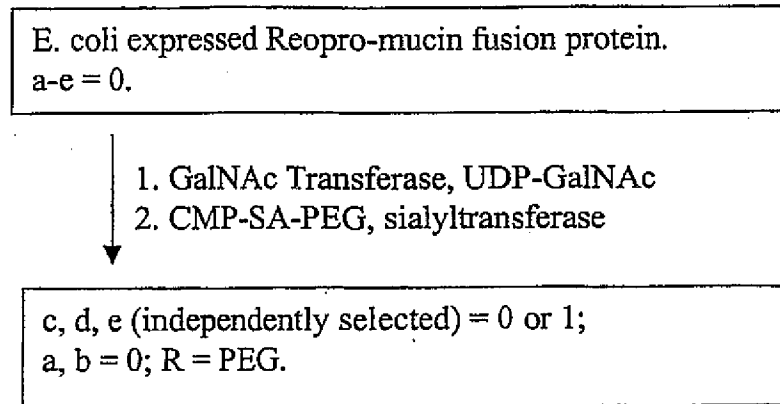 E. coli expressed Reopro-mucin fusion protein.
a-e = 0.
1. GalNAc Transferase, UDP-GalNAc
2. CMP-SA-PEG, sialyltransferase
c, d, e (independently selected) = 0 or 1;
a, b = 0; R = PEG.